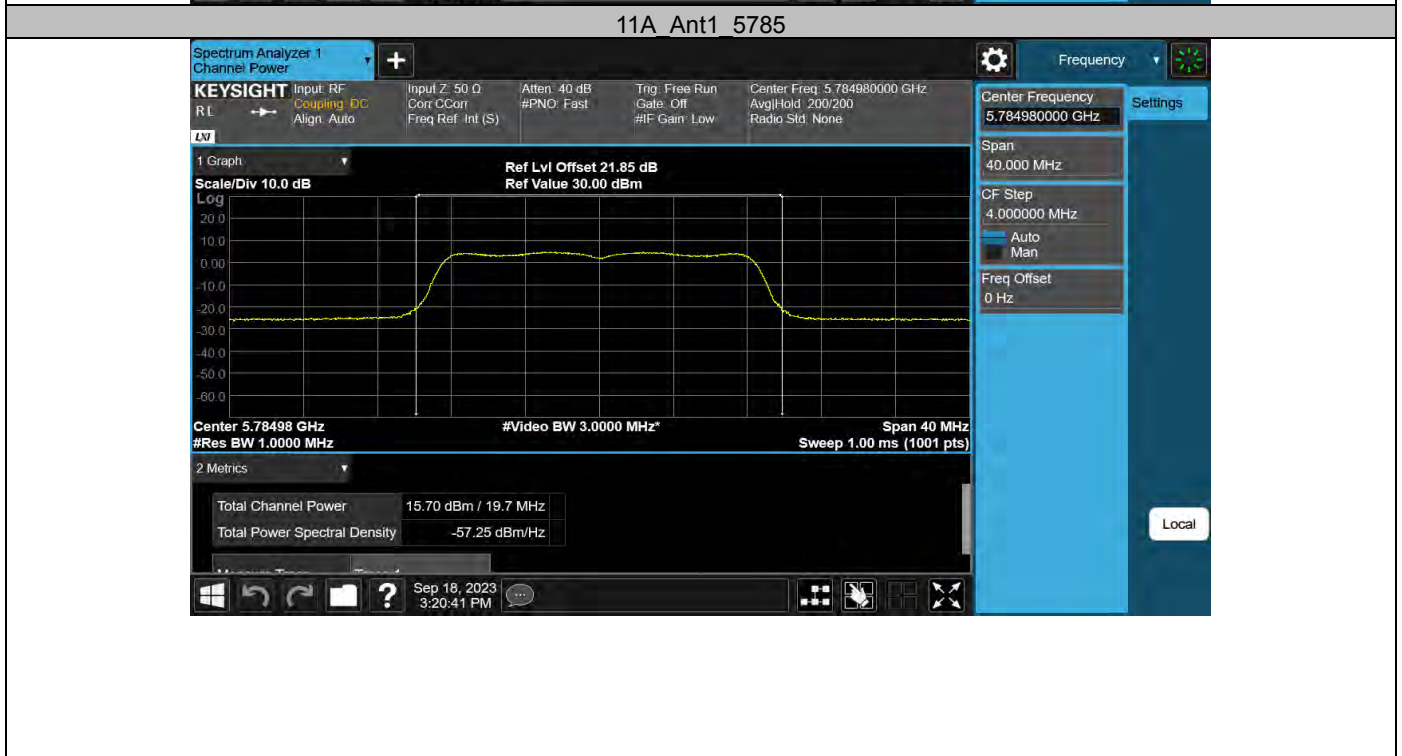 11A_Ant1_5785
Spectrum Analyzer 1
Channel Power
+
Frequency
KEYSIGHT
RL
LXI
Input: RF
Coupling: DC
Align: Auto
Input Z: 50 Ω
Corr CCorr
Freq Ref: Int (S)
Atten: 40 dB
#PNO: Fast
Trig: Free Run
Gate: Off
#IF Gain: Low
Center Freq: 5.784980000 GHz
Avg|Hold: 200/200
Radio Std: None
Center Frequency
5.784980000 GHz
Settings
Span
40.000 MHz
CF Step
4.000000 MHz
Auto
Man
Freq Offset
0 Hz
1 Graph
Scale/Div 10.0 dB
Ref Lvl Offset 21.85 dB
Ref Value 30.00 dBm
Log
20.0
10.0
0.00
-10.0
-20.0
-30.0
-40.0
-50.0
-60.0
Center 5.78498 GHz
#Res BW 1.0000 MHz
#Video BW 3.0000 MHz*
Span 40 MHz
Sweep 1.00 ms (1001 pts)
2 Metrics
Total Channel Power 15.70 dBm / 19.7 MHz
Total Power Spectral Density -57.25 dBm/Hz
Local
?
Sep 18, 2023
3:20:41 PM